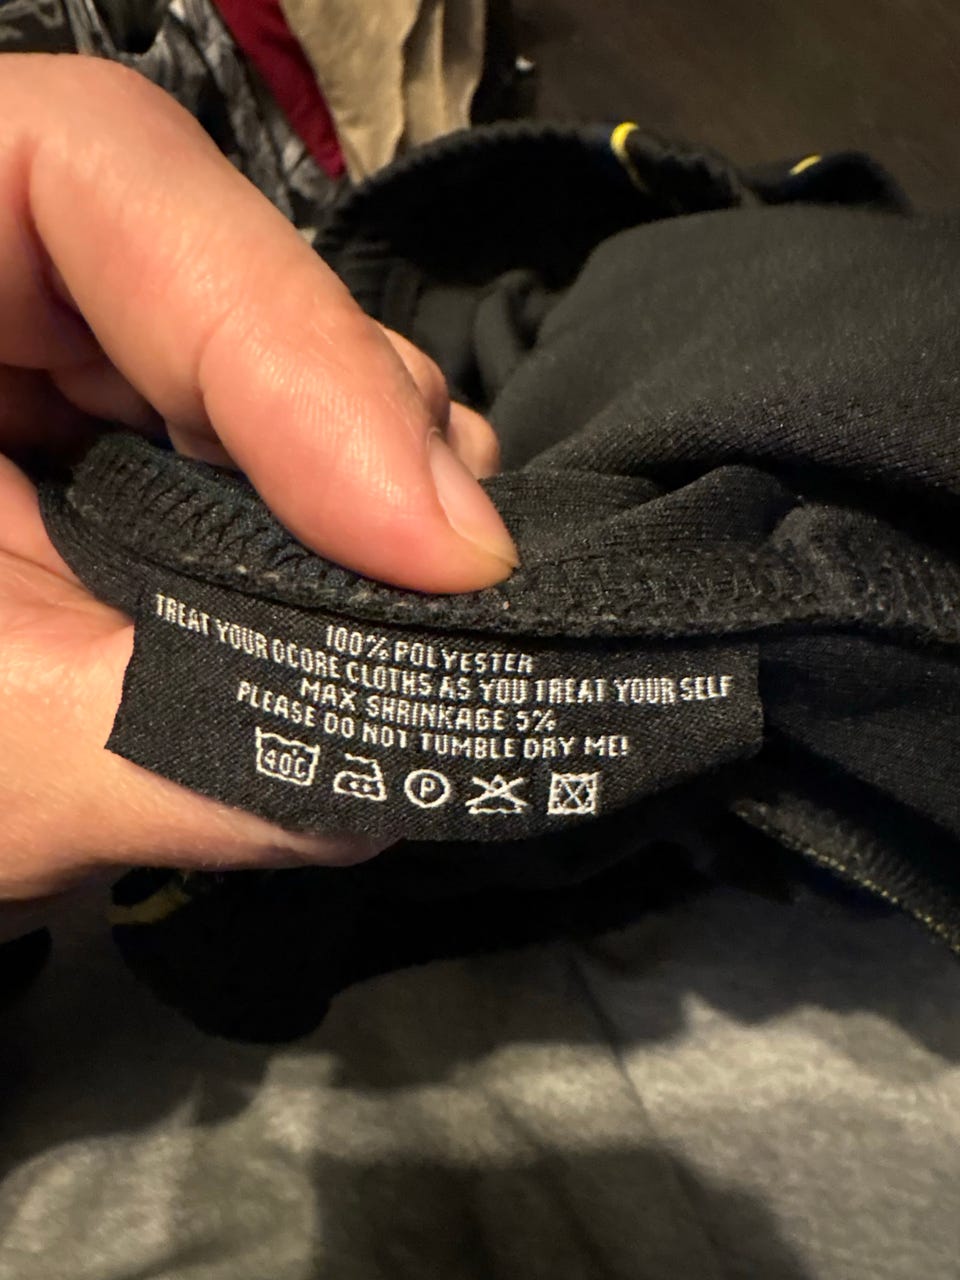 100% POLYESTER
TREAT YOUR DCORE CLOTHS AS YOU TREAT YOUR SELF
MAX SHRINKAGE 5%
PLEASE DO NOT TUMBLE DRY ME!
40C P